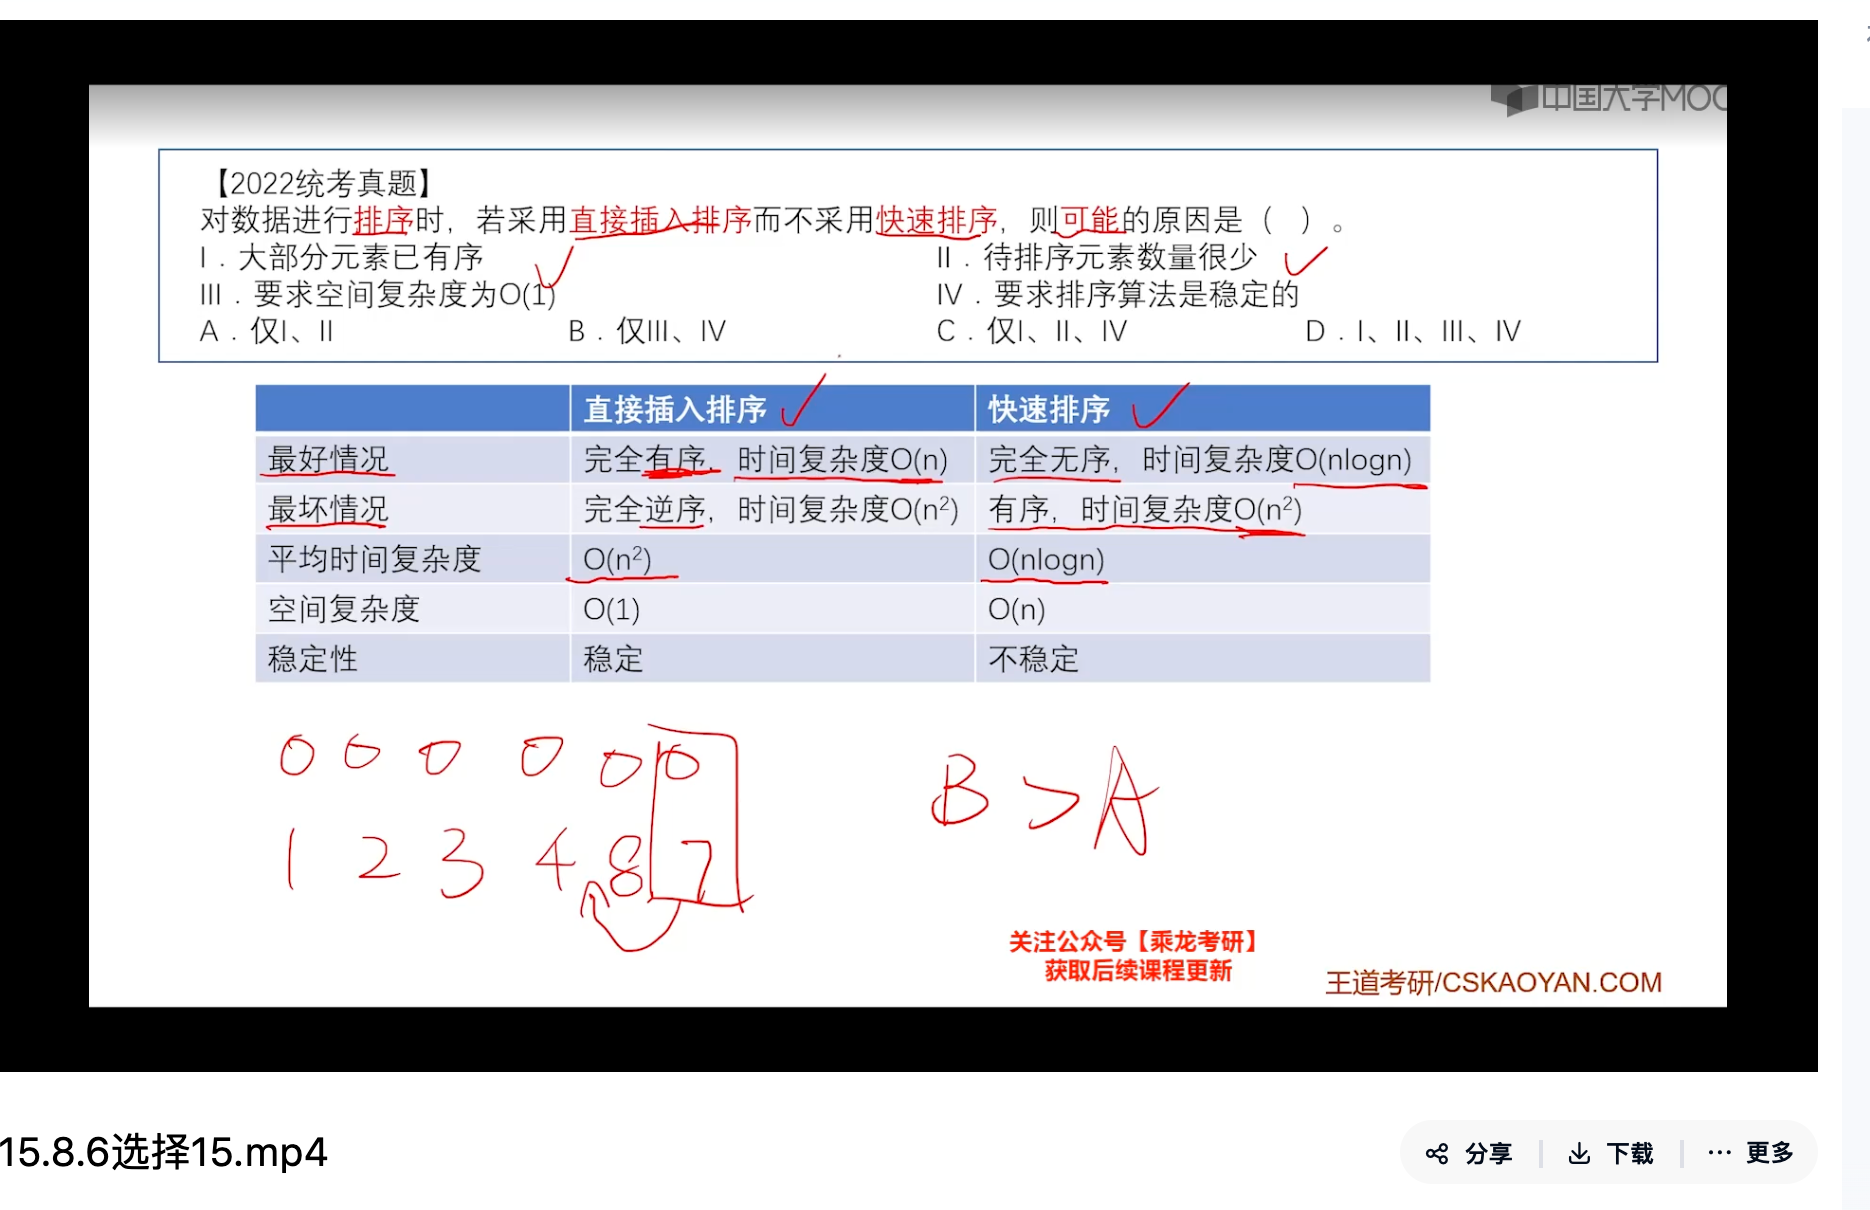 中国大学MOOC
【2022统考真题】
对数据进行排序时，若采用直接插入排序而不采用快速排序，则可能的原因是（ ）。
I．大部分元素已有序 II．待排序元素数量很少
III．要求空间复杂度为O(1) IV．要求排序算法是稳定的
A．仅I、II B．仅III、IV C．仅I、II、IV D．I、II、III、IV
直接插入排序 快速排序
最好情况 完全有序，时间复杂度O(n) 完全无序，时间复杂度O(nlogn)
最坏情况 完全逆序，时间复杂度O(n²) 有序，时间复杂度O(n²)
平均时间复杂度 O(n²) O(nlogn)
空间复杂度 O(1) O(n)
稳定性 稳定 不稳定
0 0 0 0 0 0
B > A
1 2 3 4 8 7
关注公众号【乘龙考研】
获取后续课程更新
王道考研/CSKAOYAN.COM
15.8.6选择15.mp4
分享 下载 ··· 更多